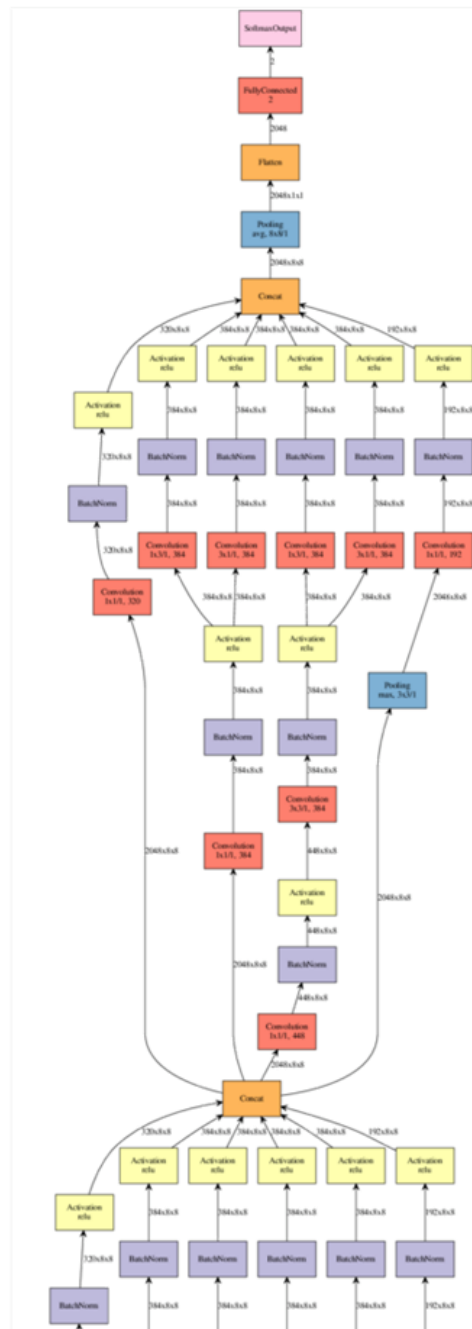 SoftmaxOutput
2
FullyConnected
2
2048
Flatten
2048x1x1
Pooling
avg, 8x8/1
2048x8x8
Concat
320x8x8
384x8x8
384x8x8
384x8x8
384x8x8
192x8x8
Activation
relu
Activation
relu
Activation
relu
Activation
relu
Activation
relu
Activation
relu
384x8x8
384x8x8
384x8x8
384x8x8
192x8x8
320x8x8
BatchNorm
BatchNorm
BatchNorm
BatchNorm
BatchNorm
BatchNorm
384x8x8
384x8x8
384x8x8
384x8x8
192x8x8
320x8x8
Convolution
1x3/1, 384
Convolution
3x1/1, 384
Convolution
1x3/1, 384
Convolution
3x1/1, 384
Convolution
1x1/1, 192
Convolution
1x1/1, 320
384x8x8
384x8x8
384x8x8
384x8x8
2048x8x8
Activation
relu
Activation
relu
384x8x8
384x8x8
Pooling
max, 3x3/1
BatchNorm
BatchNorm
384x8x8
384x8x8
Convolution
3x3/1, 384
2048x8x8
Convolution
1x1/1, 384
448x8x8
2048x8x8
Activation
relu
448x8x8
2048x8x8
BatchNorm
448x8x8
Convolution
1x1/1, 448
2048x8x8
Concat
320x8x8
384x8x8
384x8x8
384x8x8
384x8x8
192x8x8
Activation
relu
Activation
relu
Activation
relu
Activation
relu
Activation
relu
Activation
relu
384x8x8
384x8x8
384x8x8
384x8x8
192x8x8
320x8x8
BatchNorm
BatchNorm
BatchNorm
BatchNorm
BatchNorm
BatchNorm
384x8x8
384x8x8
384x8x8
384x8x8
192x8x8